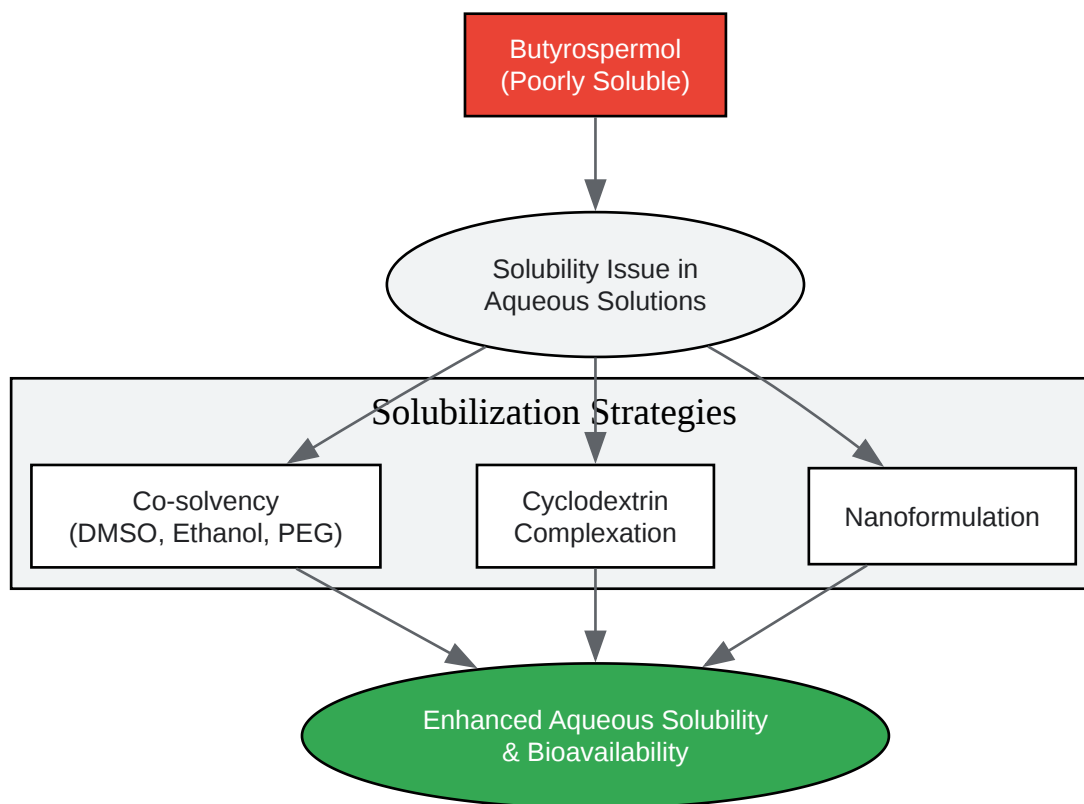 Butyrospermol
(Poorly Soluble)
Solubility Issue in
Aqueous Solutions
Solubilization Strategies
Co-solvency
(DMSO, Ethanol, PEG)
Cyclodextrin
Complexation
Nanoformulation
Enhanced Aqueous Solubility
& Bioavailability